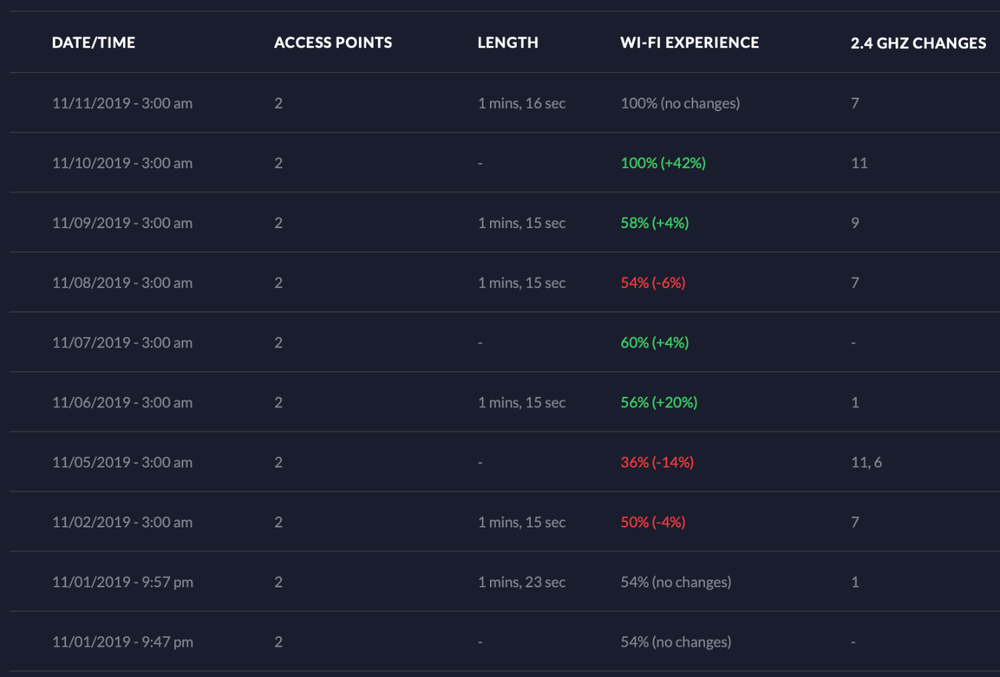 DATE/TIME ACCESS POINTS LENGTH WI-FI EXPERIENCE 2.4 GHZ CHANGES
11/11/2019 - 3:00 am 2 1 mins, 16 sec 100% (no changes) 7
11/10/2019 - 3:00 am 2 - 100% (+42%) 11
11/09/2019 - 3:00 am 2 1 mins, 15 sec 58% (+4%) 9
11/08/2019 - 3:00 am 2 1 mins, 15 sec 54% (-6%) 7
11/07/2019 - 3:00 am 2 - 60% (+4%) -
11/06/2019 - 3:00 am 2 1 mins, 15 sec 56% (+20%) 1
11/05/2019 - 3:00 am 2 - 36% (-14%) 11, 6
11/02/2019 - 3:00 am 2 1 mins, 15 sec 50% (-4%) 7
11/01/2019 - 9:57 pm 2 1 mins, 23 sec 54% (no changes) 1
11/01/2019 - 9:47 pm 2 - 54% (no changes) -